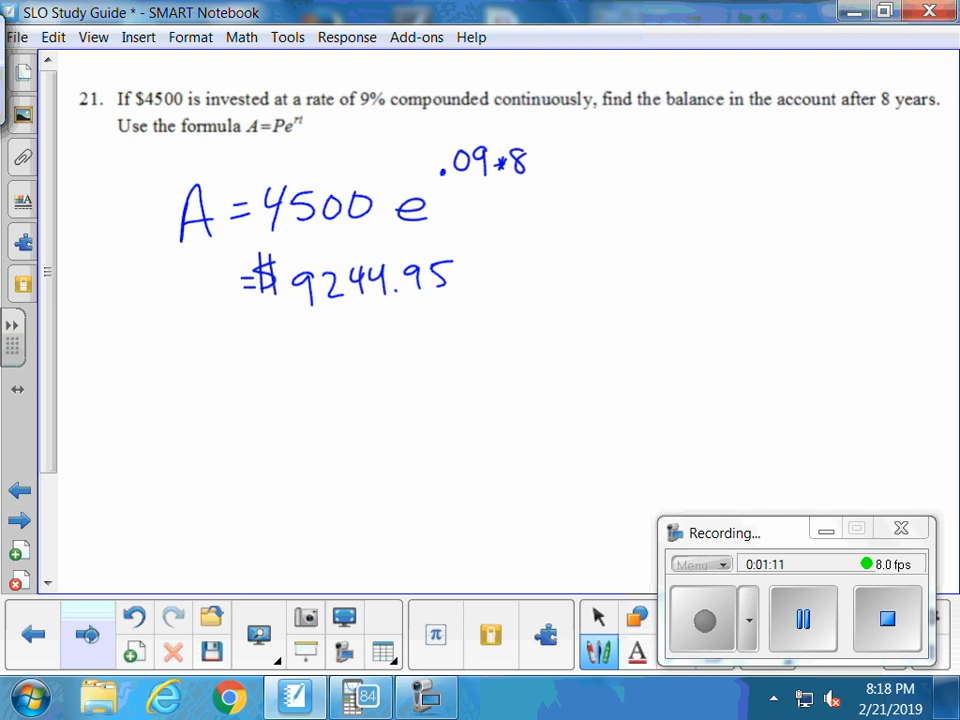 SLO Study Guide * - SMART Notebook
File Edit View Insert Format Math Tools Response Add-ons Help
21. If $4500 is invested at a rate of 9% compounded continuously, find the balance in the account after 8 years.
Use the formula A=Pe^rt
A = 4500 e^.09*8
= $ 9244.95
Recording...
Menu 0:01:11 8.0 fps
π
A
84
8:18 PM
2/21/2019